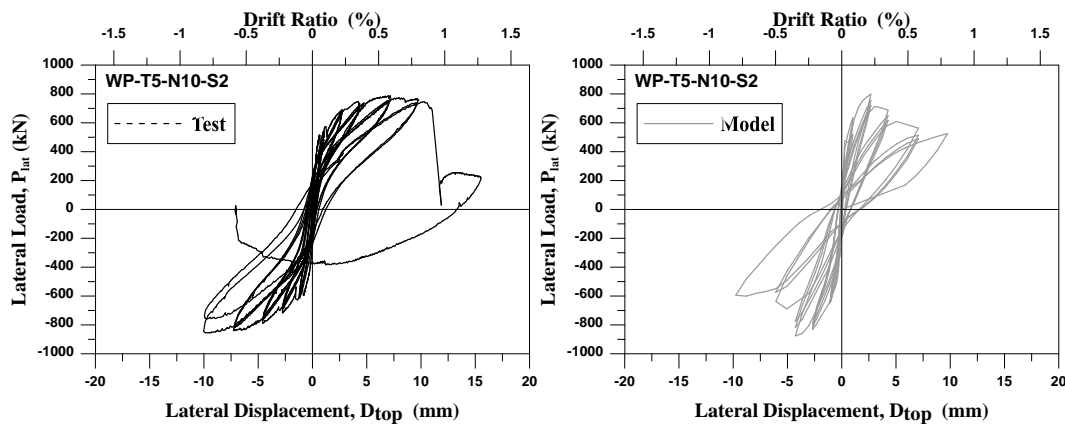 Drift Ratio (%)
-1.5 -1 -0.5 0 0.5 1 1.5
1000
800
600
400
200
0
-200
-400
-600
-800
-1000
Lateral Load, Plat (kN)
WP-T5-N10-S2
Test
-20 -15 -10 -5 0 5 10 15 20
Lateral Displacement, Dtop (mm)
Drift Ratio (%)
-1.5 -1 -0.5 0 0.5 1 1.5
1000
800
600
400
200
0
-200
-400
-600
-800
-1000
Lateral Load, Plat (kN)
WP-T5-N10-S2
Model
-20 -15 -10 -5 0 5 10 15 20
Lateral Displacement, Dtop (mm)